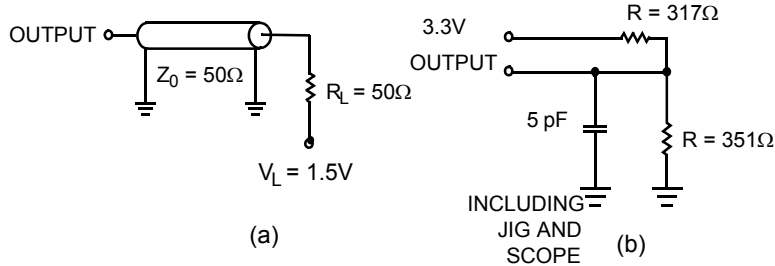 OUTPUT
Z0 = 50Ω
RL = 50Ω
VL = 1.5V
(a)
R = 317Ω
3.3V
OUTPUT
5 pF
R = 351Ω
INCLUDING
JIG AND
SCOPE
(b)